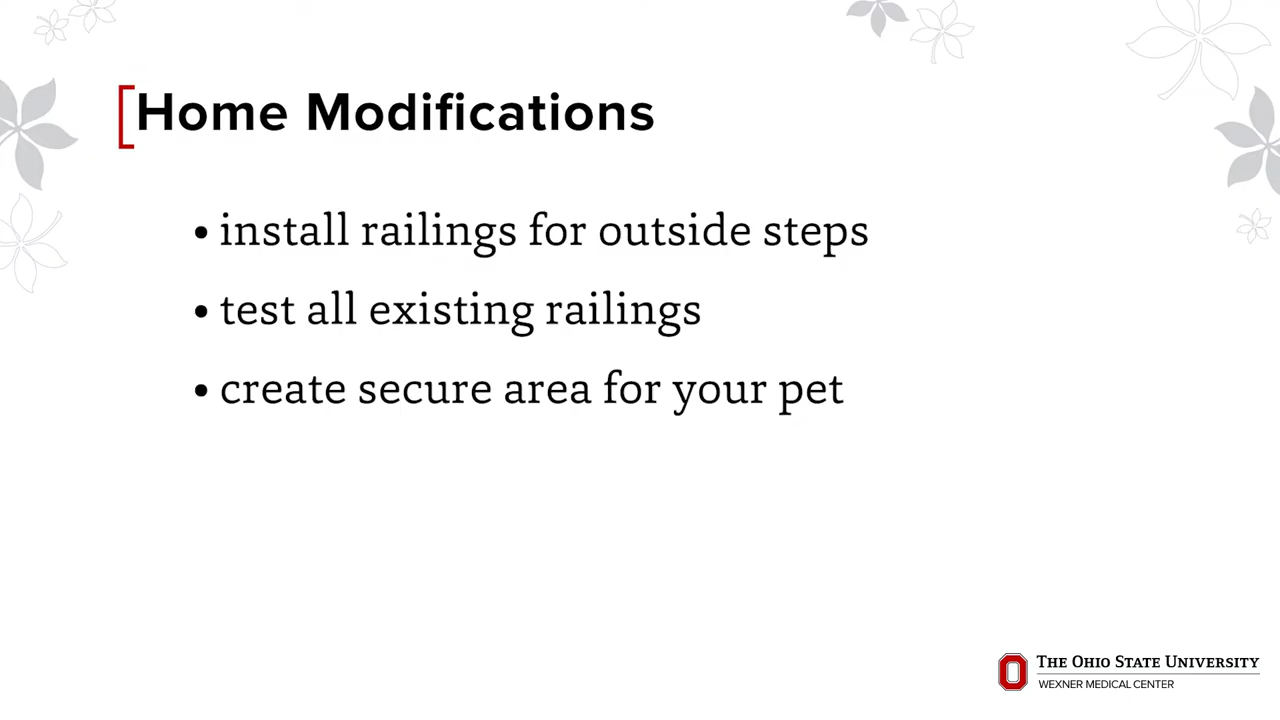 Home Modifications
• install railings for outside steps
• test all existing railings
• create secure area for your pet
THE OHIO STATE UNIVERSITY
WEXNER MEDICAL CENTER